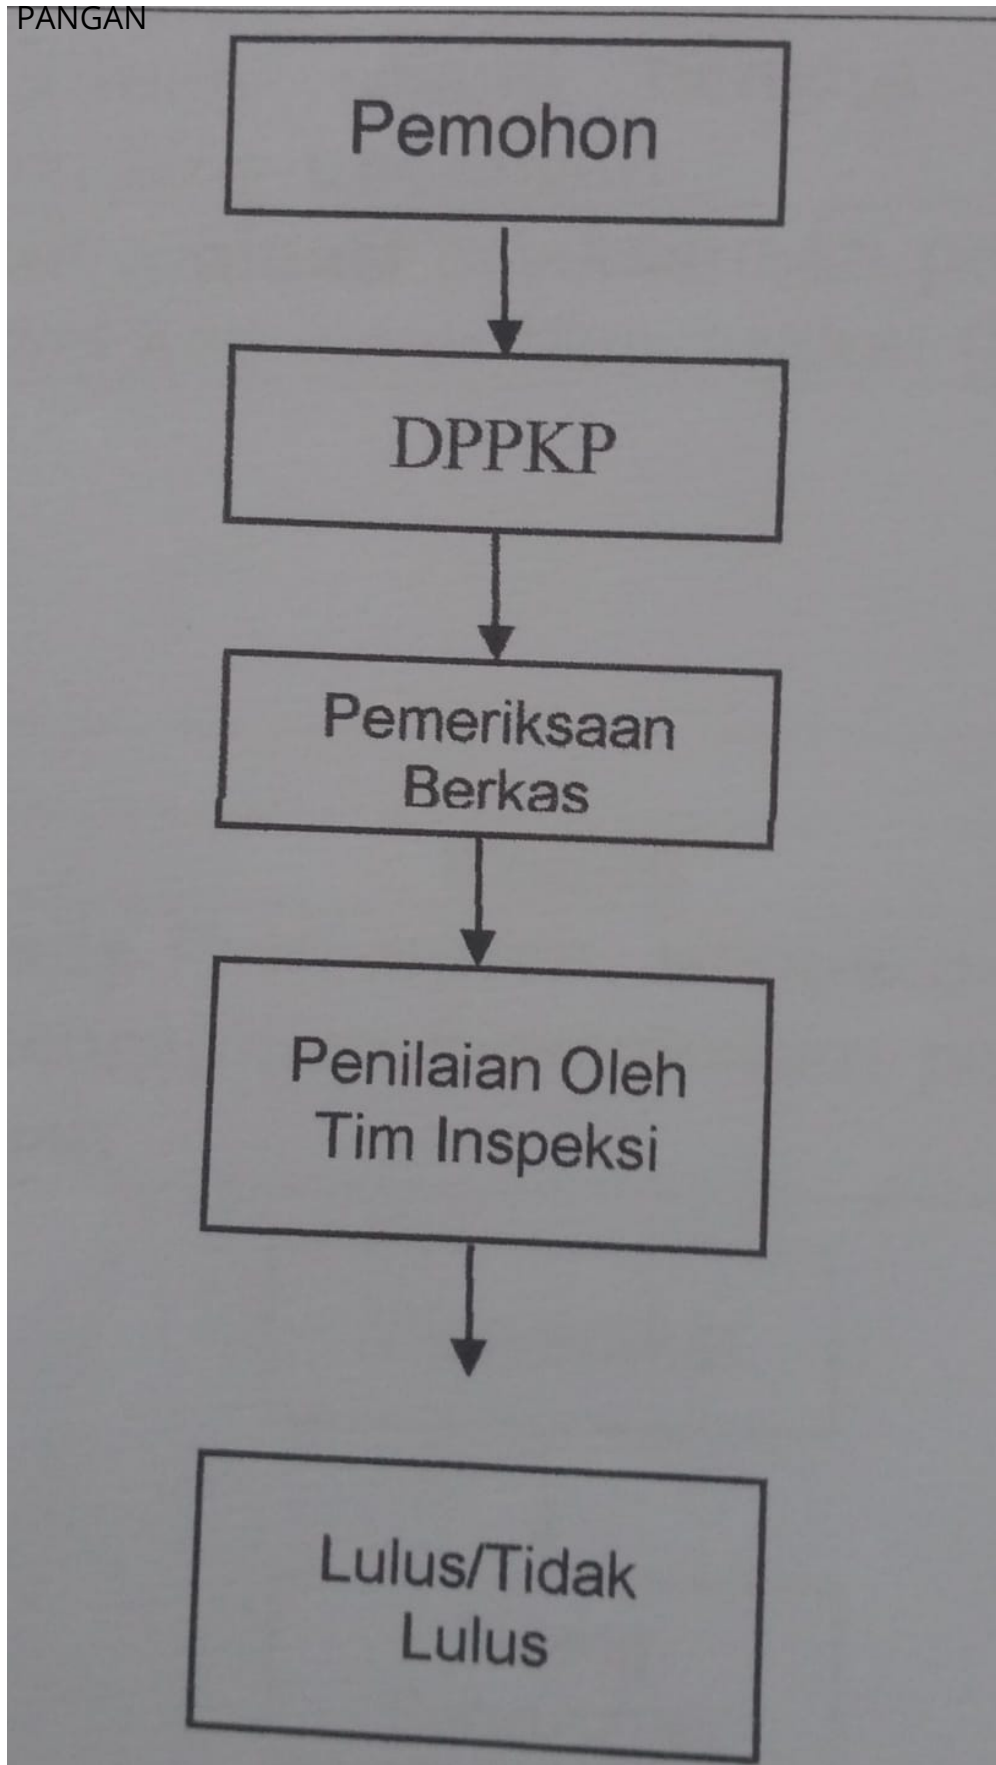 PANGAN
Pemohon
DPPKP
Pemeriksaan
Berkas
Penilaian Oleh
Tim Inspeksi
Lulus/Tidak
Lulus